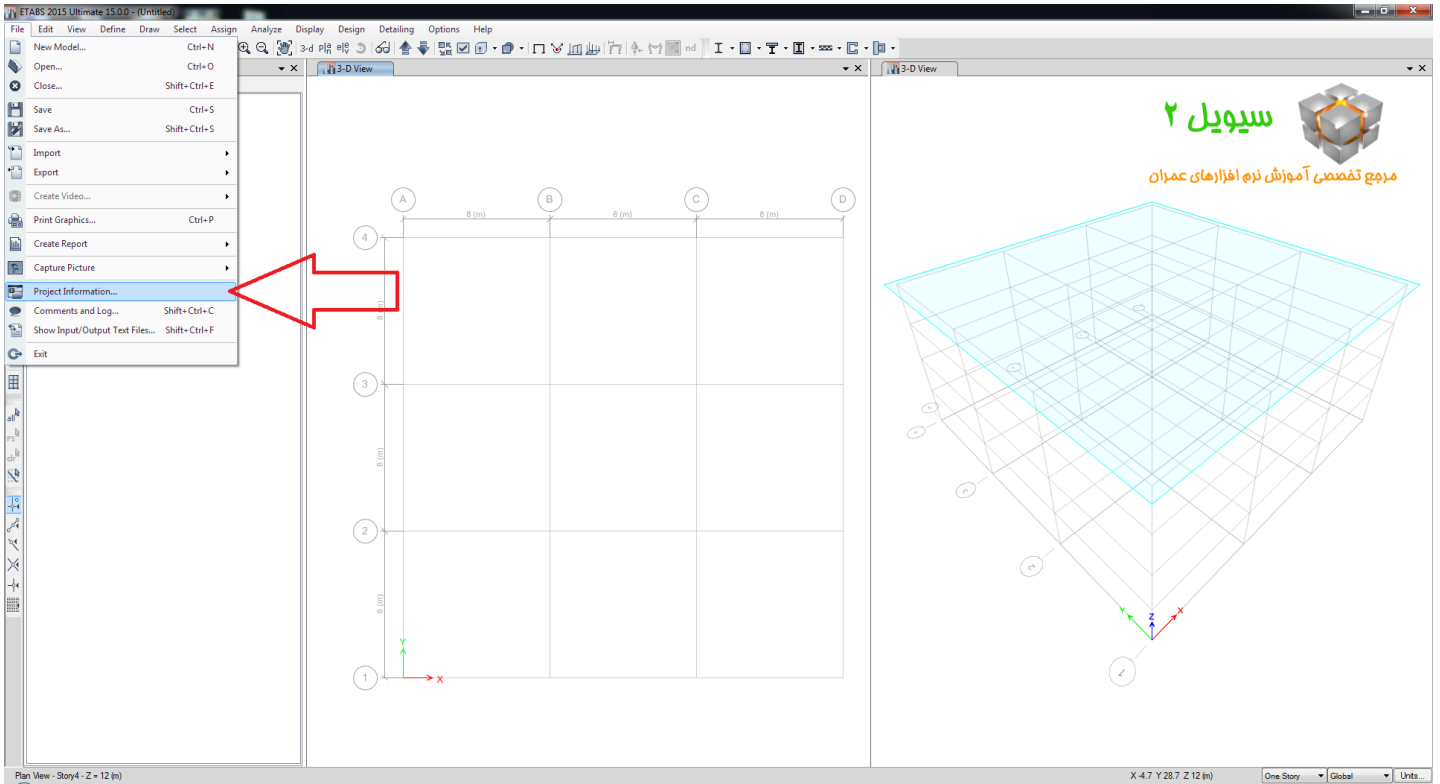 ETABS 2015 Ultimate 15.0.0 - (Untitled)
File Edit View Define Draw Select Assign Analyze Display Design Detailing Options Help
New Model... Ctrl+N
Open... Ctrl+O
Close... Shift+Ctrl+E
Save Ctrl+S
Save As... Shift+Ctrl+S
Import
Export
Create Video...
Print Graphics... Ctrl+P
Create Report
Capture Picture
Project Information...
Comments and Log... Shift+Ctrl+C
Show Input/Output Text Files... Shift+Ctrl+F
Exit
3-d
nd
all
ps
clr
3-D View
A B C D
8 (m) 8 (m) 8 (m)
4
8 (m)
3
8 (m)
2
8 (m)
1
Y
X
3-D View
سیویل ۲
مرجع تخصصی آموزش نرم افزارهای عمران
Y Z X
Plan View - Story4 - Z = 12 (m)
X -4.7 Y 28.7 Z 12 (m)
One Story
Global
Units...